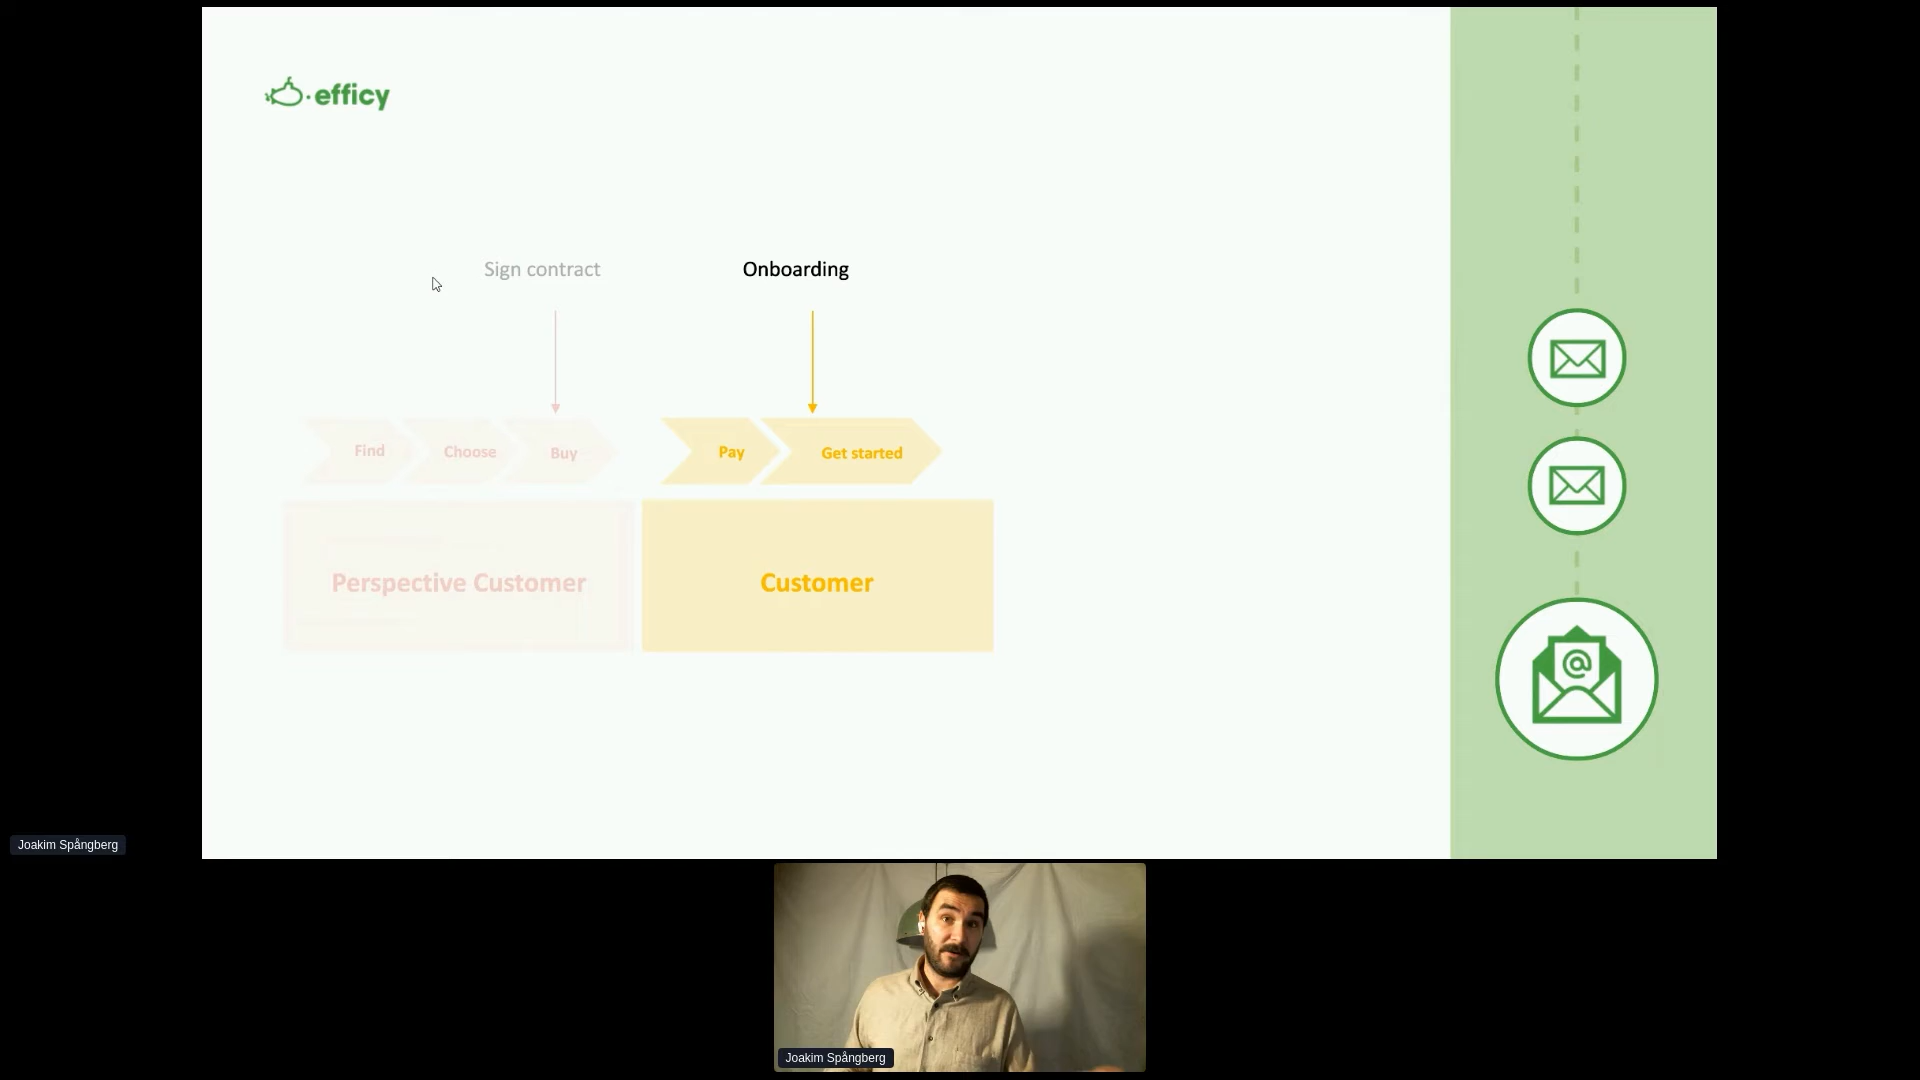 efficy
Sign contract
Onboarding
Find
Choose
Buy
Pay
Get started
Perspective Customer
Customer
Joakim Spångberg
Joakim Spångberg